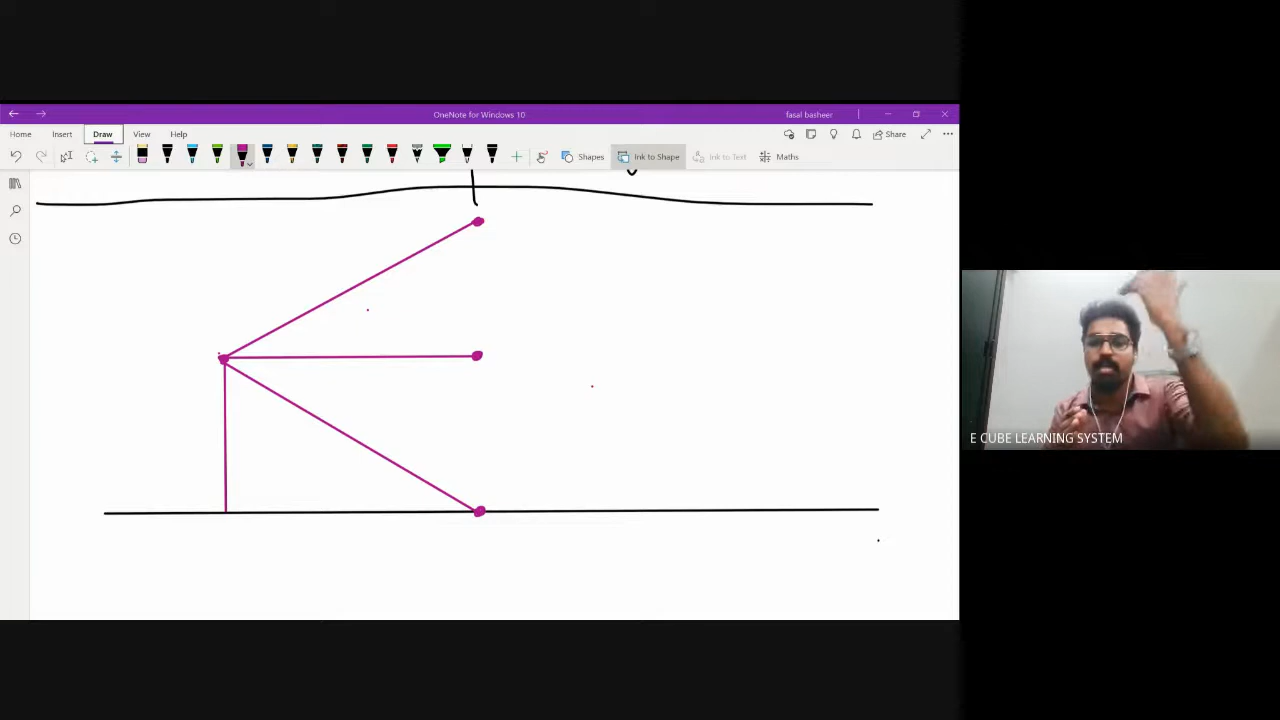 OneNote for Windows 10
fasal basheer
Home Insert Draw View Help
Share
Shapes
Ink to Shape
Ink to Text
Maths
E CUBE LEARNING SYSTEM